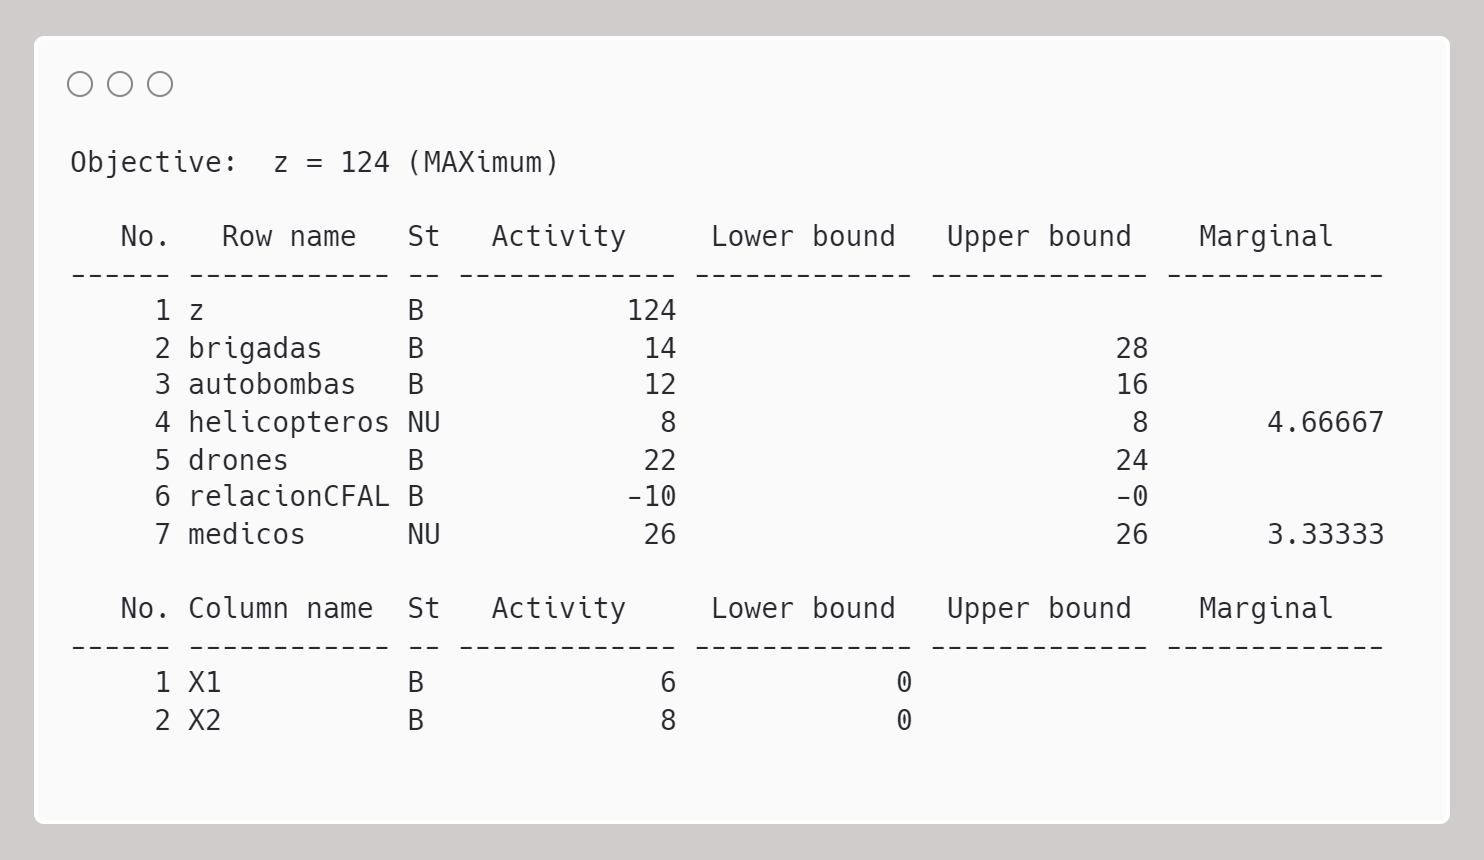 Objective:  z = 124 (MAXimum)
   No.   Row name   St   Activity     Lower bound   Upper bound    Marginal
------ ------------ -- ------------- ------------- ------------- -------------
     1 z            B            124
     2 brigadas     B             14                          28
     3 autobombas   B             12                          16
     4 helicopteros NU             8                           8       4.66667
     5 drones       B             22                          24
     6 relacionCFAL B            -10                          -0
     7 medicos      NU            26                          26       3.33333
   No. Column name  St   Activity     Lower bound   Upper bound    Marginal
------ ------------ -- ------------- ------------- ------------- -------------
     1 X1           B              6             0
     2 X2           B              8             0